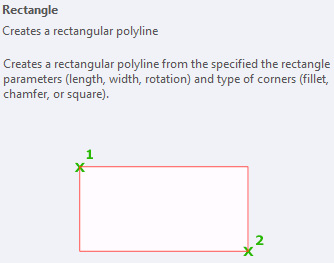 Rectangle
Creates a rectangular polyline
Creates a rectangular polyline from the specified the rectangle
parameters (length, width, rotation) and type of corners (fillet,
chamfer, or square).
1
2